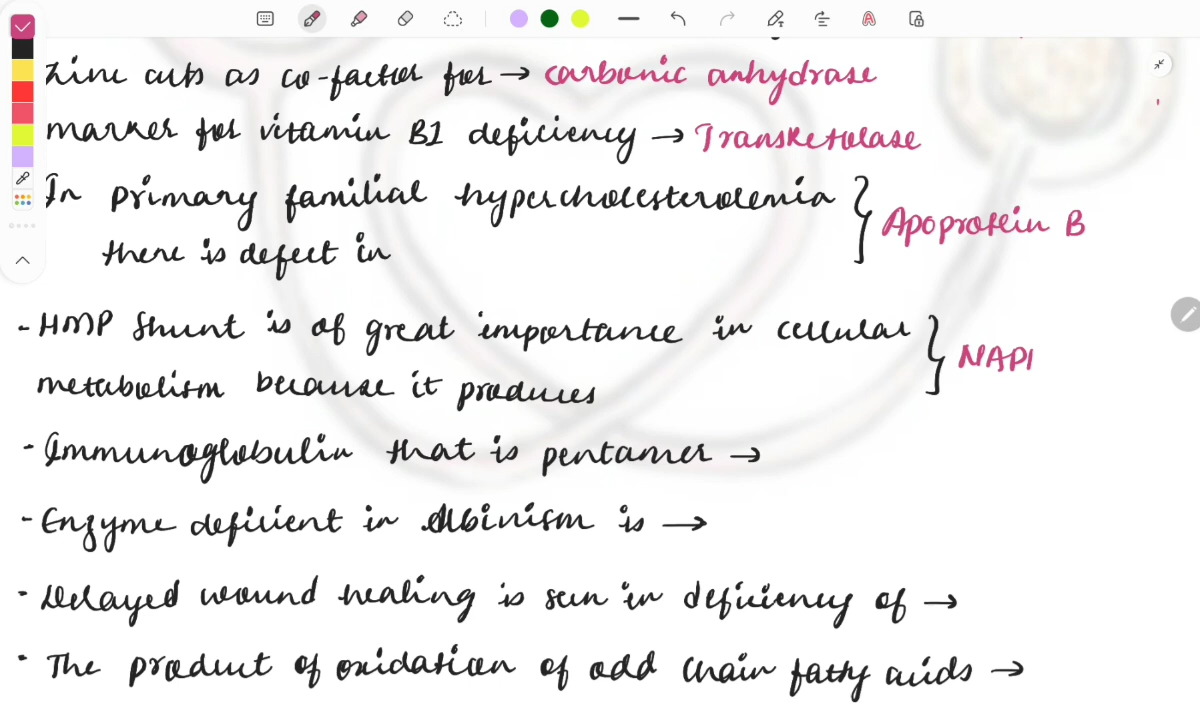 Zinc acts as co-factor for → carbonic anhydrase
marker for vitamin B1 deficiency → Transketolase
In primary familial hypercholesterolemia
there is defect in } Apoprotein B
- HMP Shunt is of great importance in cellular
metabolism because it produces } NAPI
- Immunoglobulin that is pentamer →
- Enzyme deficient in Albinism is →
- Delayed wound healing is seen in deficiency of →
- The product of oxidation of odd chain fatty acids →